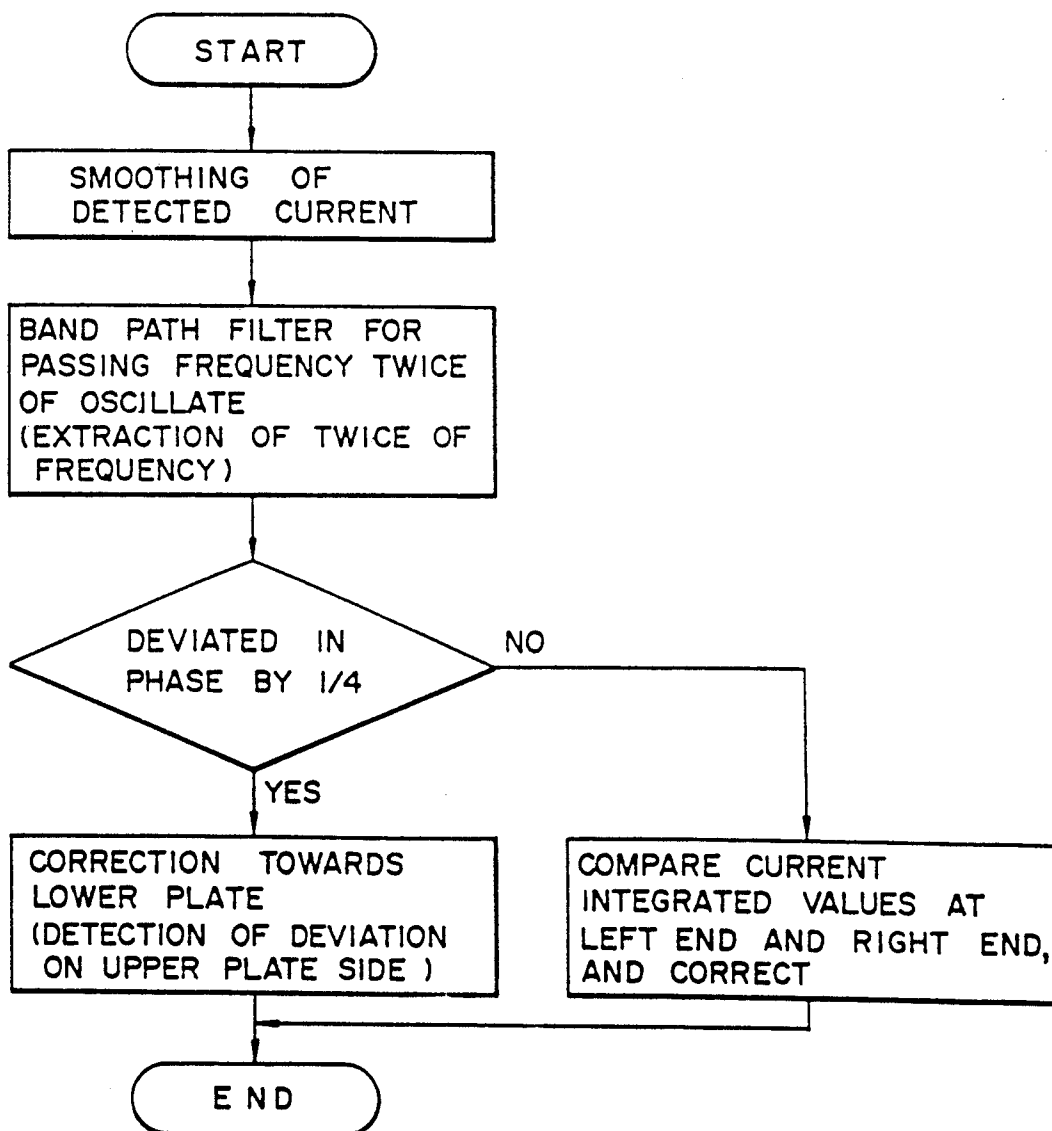 START
SMOOTHING OF
DETECTED CURRENT
BAND PATH FILTER FOR
PASSING FREQUENCY TWICE
OF OSCILLATE
(EXTRACTION OF TWICE OF
FREQUENCY)
DEVIATED IN
PHASE BY 1/4
NO
YES
CORRECTION TOWARDS
LOWER PLATE
(DETECTION OF DEVIATION
ON UPPER PLATE SIDE)
COMPARE CURRENT
INTEGRATED VALUES AT
LEFT END AND RIGHT END,
AND CORRECT
END